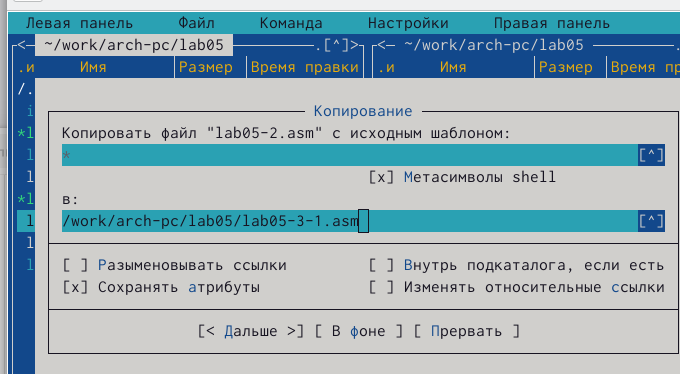 Левая панель Файл Команда Настройки Правая панель
<— ~/work/arch-pc/lab05 —.[^]> <— ~/work/arch-pc/lab05
.и Имя Размер Время правки .и Имя Размер Время пр
/.
Копирование
Копировать файл "lab05-2.asm" с исходным шаблоном:
* [^]
[x] Метасимволы shell
в:
/work/arch-pc/lab05/lab05-3-1.asm [^]
[ ] Разыменовывать ссылки [ ] Внутрь подкаталога, если есть
[x] Сохранять атрибуты [ ] Изменять относительные ссылки
[< Дальше >] [ В фоне ] [ Прервать ]